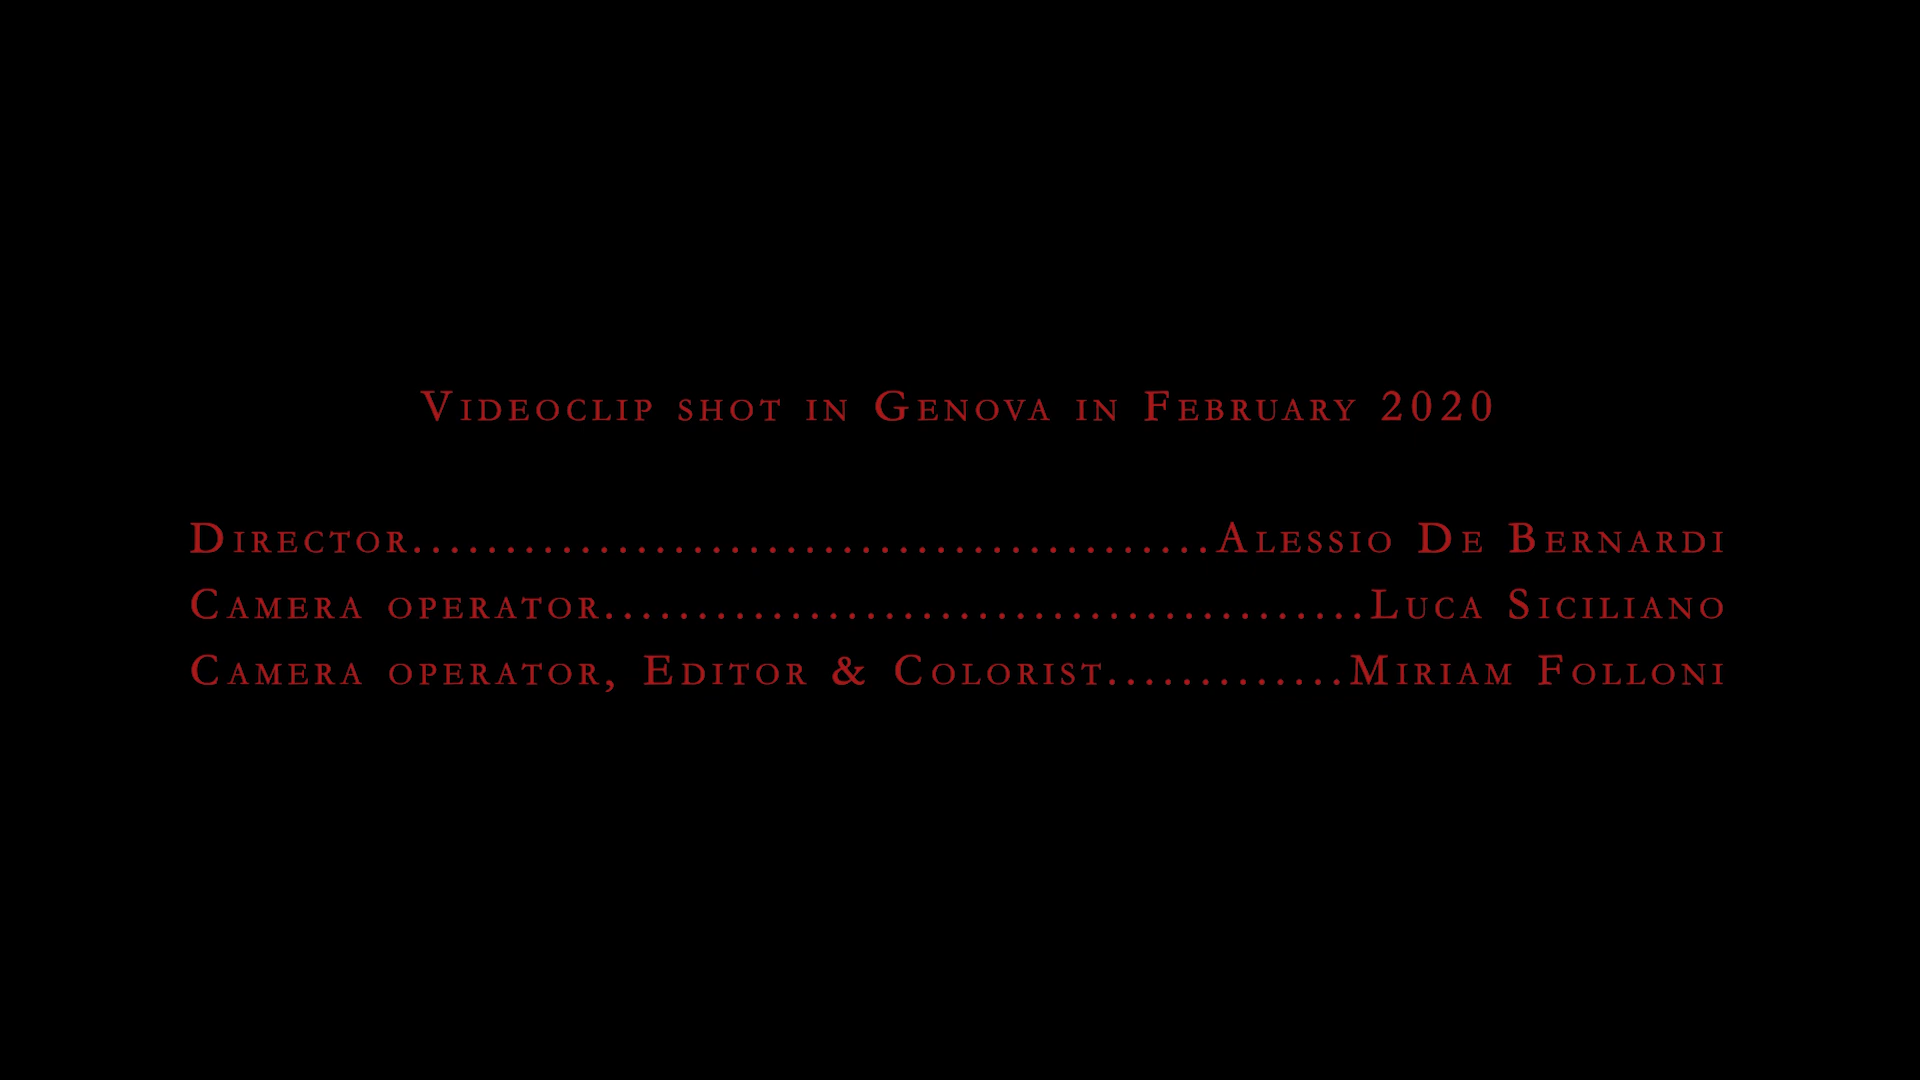 Videoclip shot in Genova in February 2020
Director...........................................Alessio De Bernardi
Camera operator.........................................Luca Siciliano
Camera operator, Editor & Colorist.............Miriam Folloni